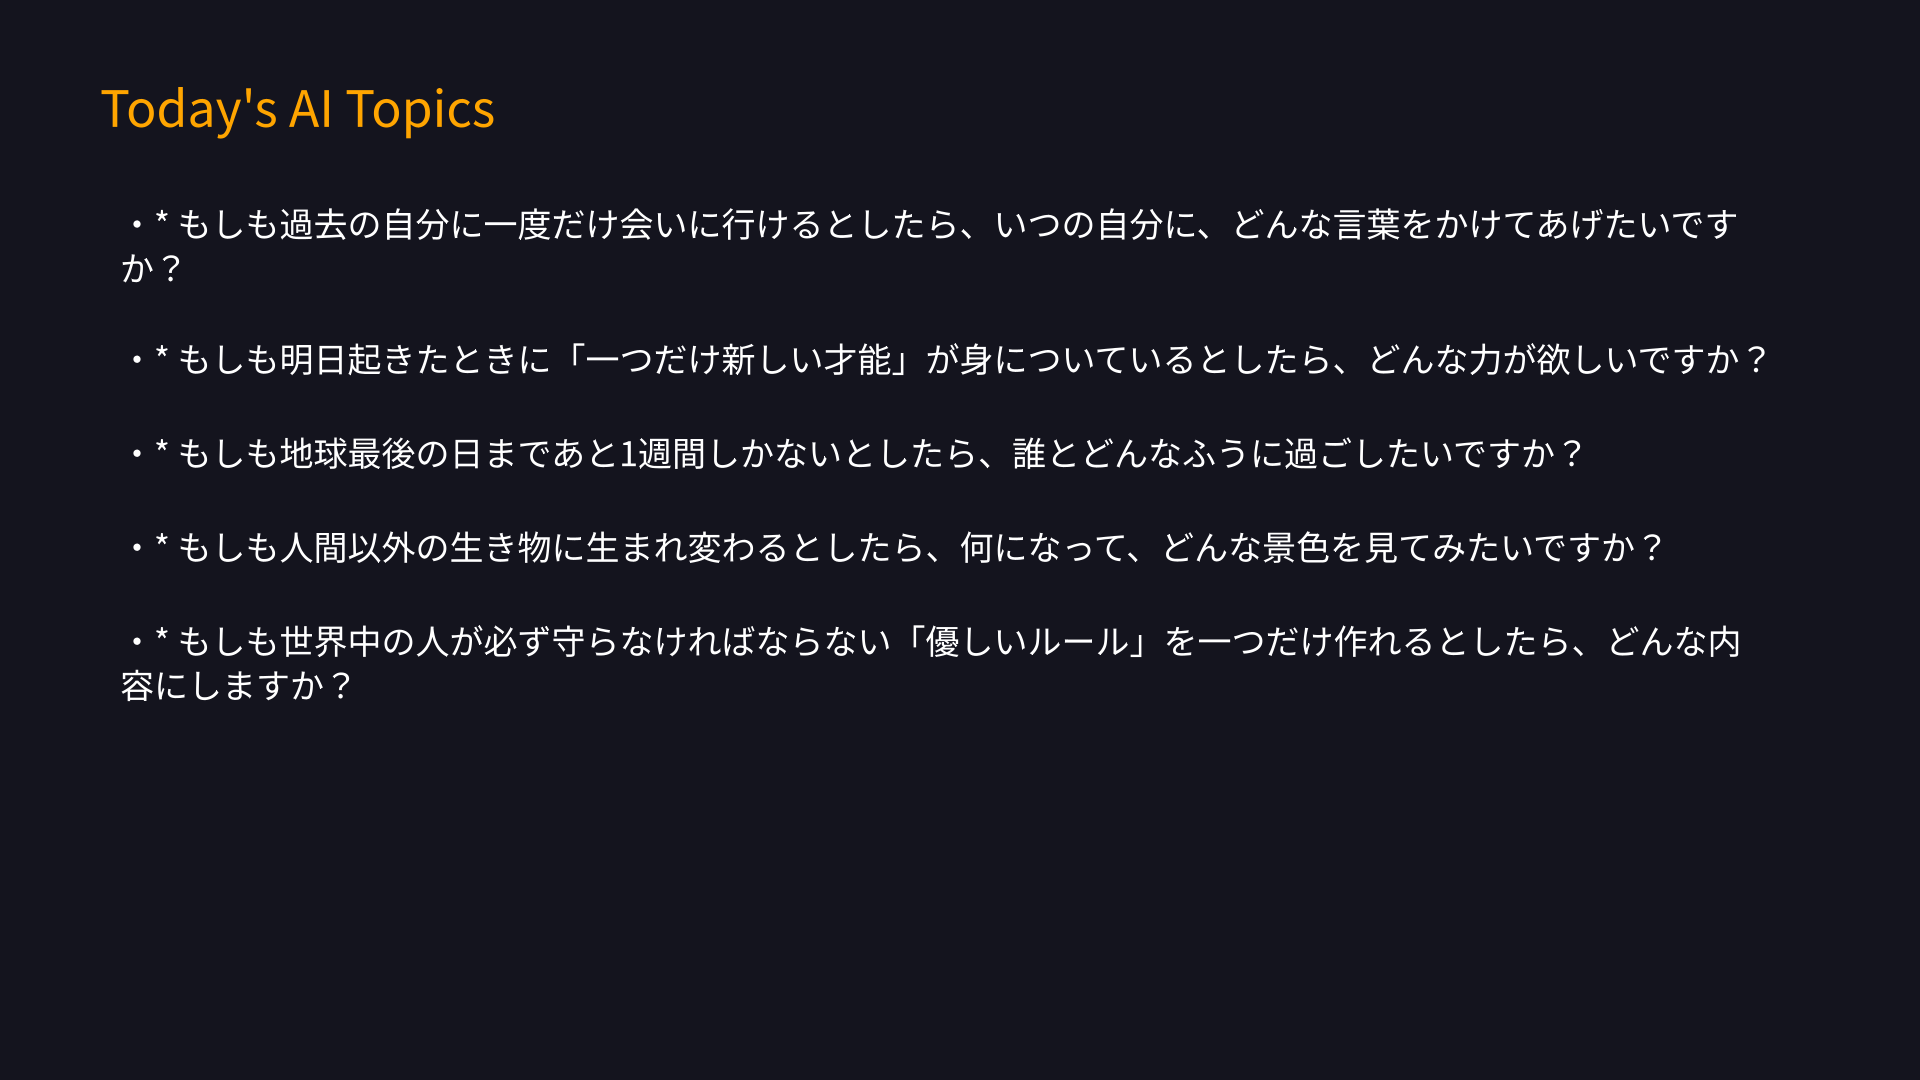 Today's AI Topics
・* もしも過去の自分に一度だけ会いに行けるとしたら、いつの自分に、どんな言葉をかけてあげたいです
か？
・* もしも明日起きたときに「一つだけ新しい才能」が身についているとしたら、どんな力が欲しいですか？
・* もしも地球最後の日まであと1週間しかないとしたら、誰とどんなふうに過ごしたいですか？
・* もしも人間以外の生き物に生まれ変わるとしたら、何になって、どんな景色を見てみたいですか？
・* もしも世界中の人が必ず守らなければならない「優しいルール」を一つだけ作れるとしたら、どんな内
容にしますか？